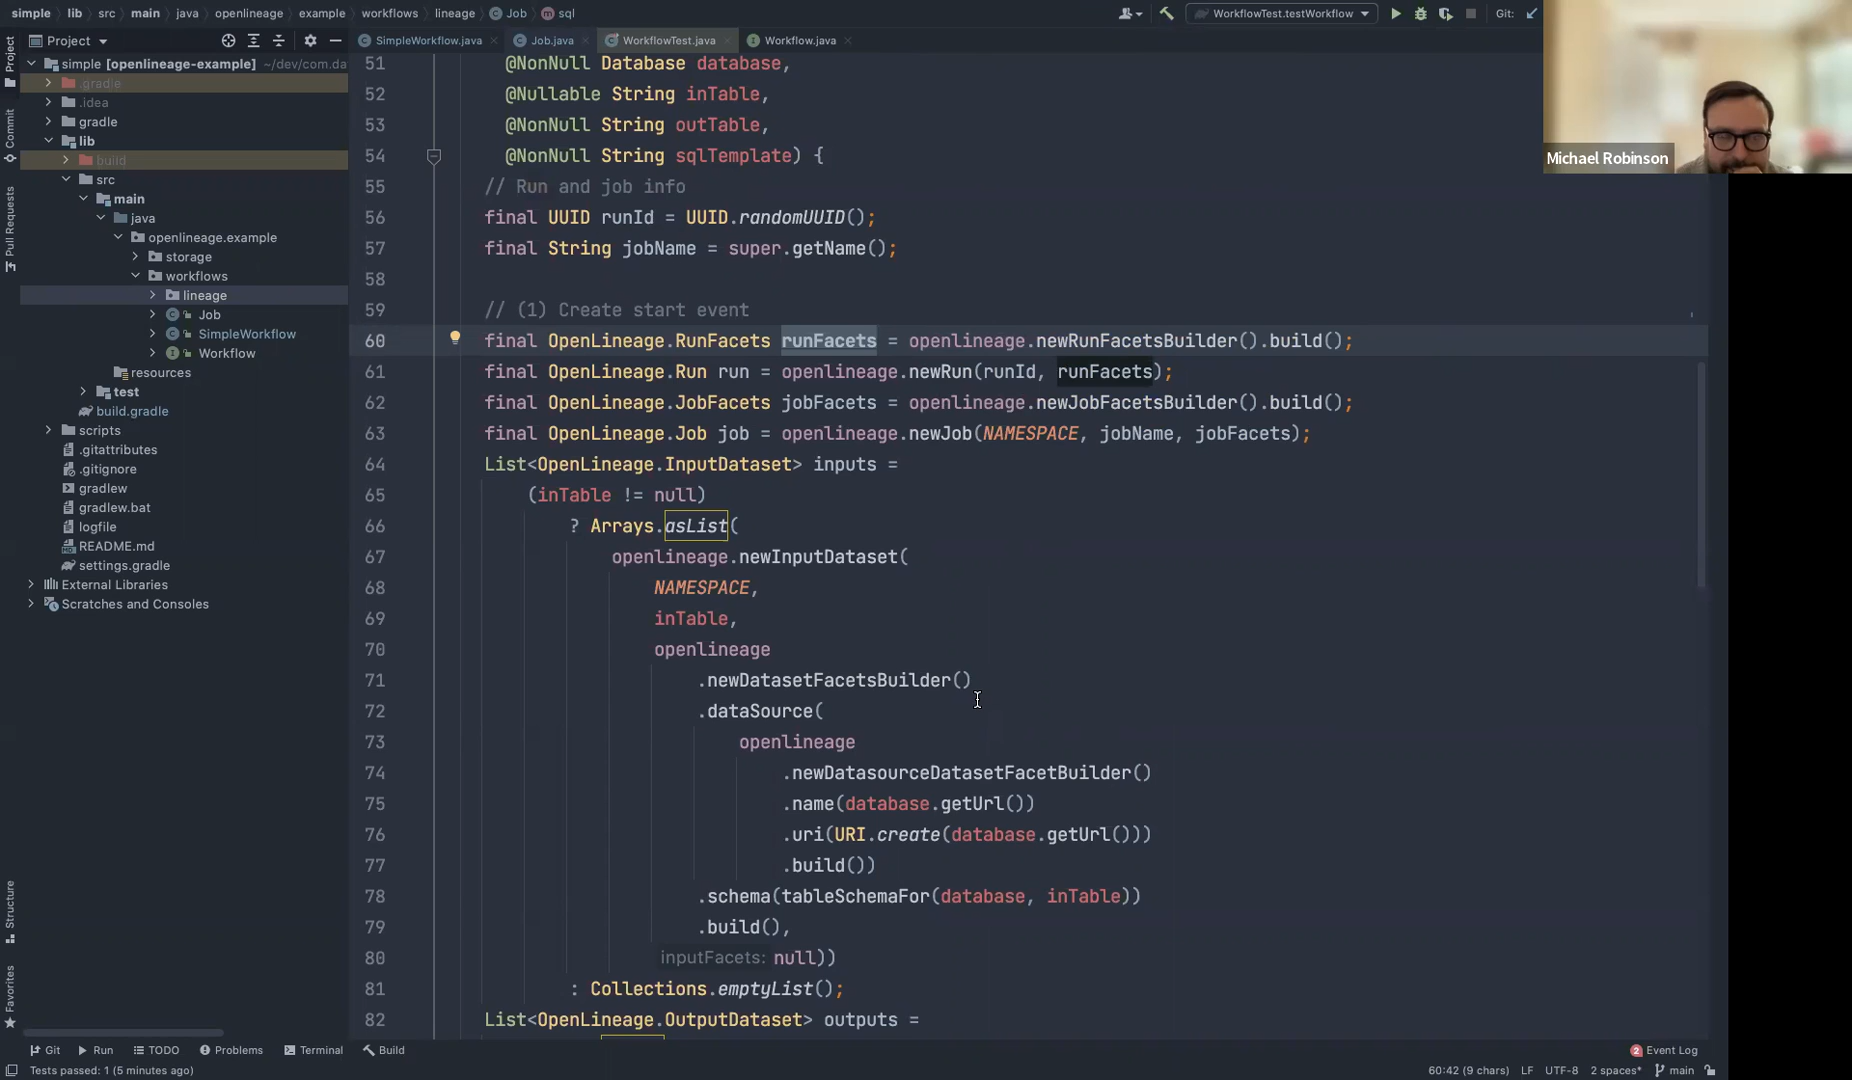 simple lib src main java openlineage example workflows lineage Job sql
WorkflowTest.testWorkflow Git:
Project
SimpleWorkflow.java Job.java WorkflowTest.java Workflow.java
simple [openlineage-example] ~/dev/com.da
.gradle
.idea
gradle
lib
build
src
main
java
openlineage.example
storage
workflows
lineage
Job
SimpleWorkflow
Workflow
resources
test
build.gradle
scripts
.gitattributes
.gitignore
gradlew
gradlew.bat
logfile
README.md
settings.gradle
External Libraries
Scratches and Consoles
Project
Commit
Pull Requests
Structure
Favorites
51 @NonNull Database database,
52 @Nullable String inTable,
53 @NonNull String outTable,
54 @NonNull String sqlTemplate) {
55 // Run and job info
56 final UUID runId = UUID.randomUUID();
57 final String jobName = super.getName();
58
59 // (1) Create start event
60 final OpenLineage.RunFacets runFacets = openlineage.newRunFacetsBuilder().build();
61 final OpenLineage.Run run = openlineage.newRun(runId, runFacets);
62 final OpenLineage.JobFacets jobFacets = openlineage.newJobFacetsBuilder().build();
63 final OpenLineage.Job job = openlineage.newJob(NAMESPACE, jobName, jobFacets);
64 List<OpenLineage.InputDataset> inputs =
65 (inTable != null)
66 ? Arrays.asList(
67 openlineage.newInputDataset(
68 NAMESPACE,
69 inTable,
70 openlineage
71 .newDatasetFacetsBuilder()
72 .dataSource(
73 openlineage
74 .newDatasourceDatasetFacetBuilder()
75 .name(database.getUrl())
76 .uri(URI.create(database.getUrl()))
77 .build())
78 .schema(tableSchemaFor(database, inTable))
79 .build(),
80 inputFacets: null))
81 : Collections.emptyList();
82 List<OpenLineage.OutputDataset> outputs =
Michael Robinson
Git Run TODO Problems Terminal Build 2 Event Log
Tests passed: 1 (5 minutes ago) 60:42 (9 chars) LF UTF-8 2 spaces* main